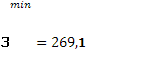 min
3 = 269,1